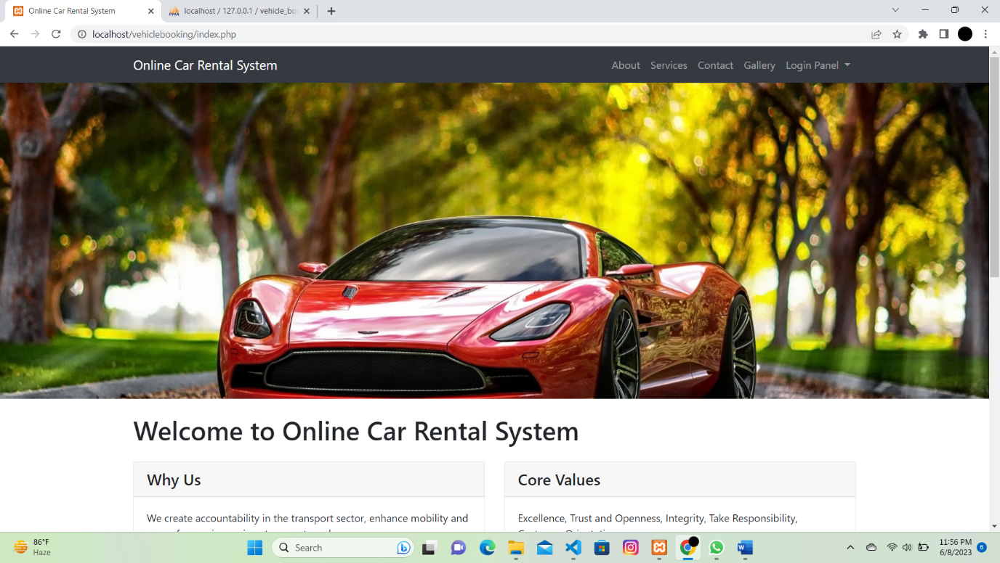 Online Car Rental System
localhost / 127.0.0.1 / vehicle_bo
localhost/vehiclebooking/index.php
Online Car Rental System
About Services Contact Gallery Login Panel
Welcome to Online Car Rental System
Why Us
We create accountability in the transport sector, enhance mobility and
Core Values
Excellence, Trust and Openness, Integrity, Take Responsibility,
86°F
Haze
Search
11:56 PM
6/8/2023
6